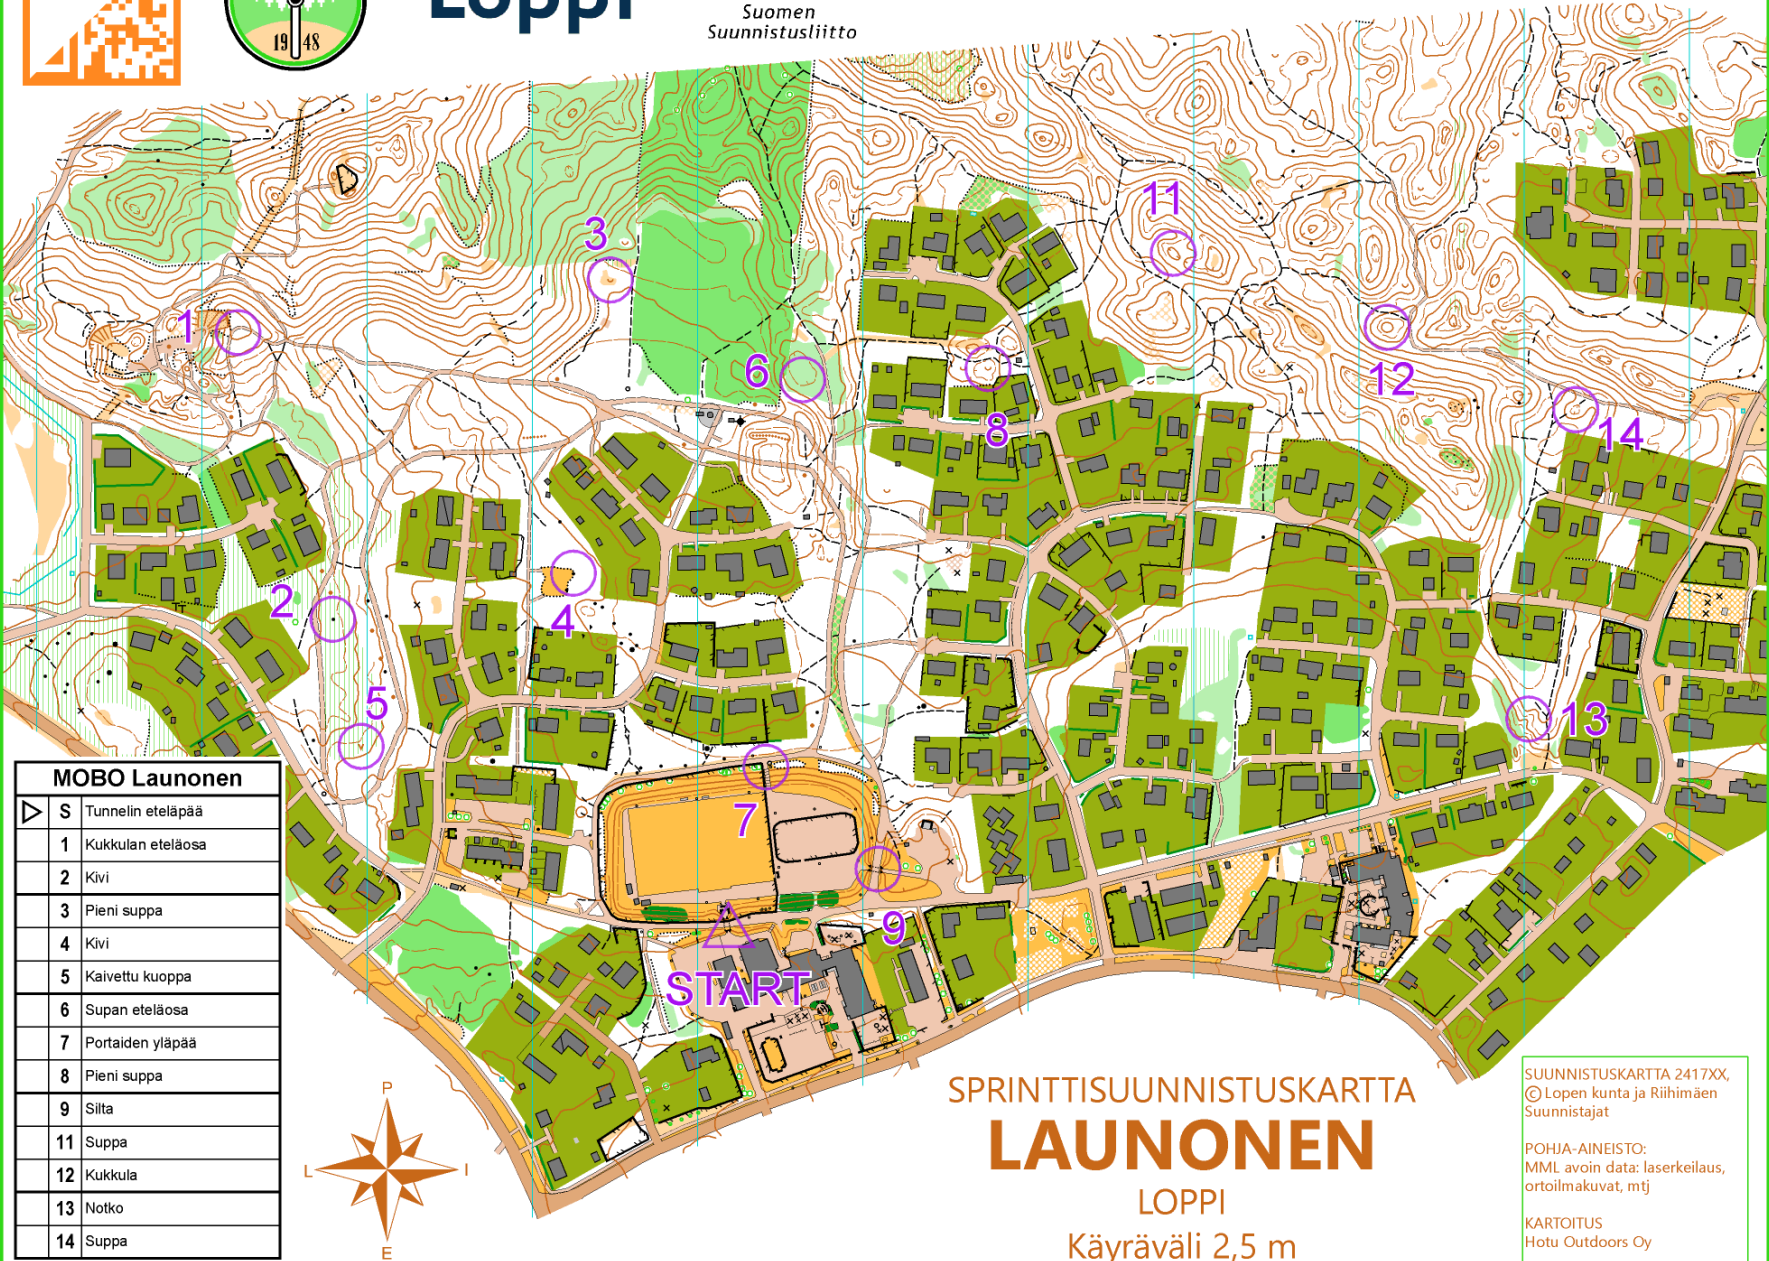 Loppi
Suomen
Suunnistusliitto
19 48
11
3
1
6
12
8
14
2
4
5
13
7
9
START
MOBO Launonen
S Tunnelin eteläpää
1 Kukkulan eteläosa
2 Kivi
3 Pieni suppa
4 Kivi
5 Kaivettu kuoppa
6 Supan eteläosa
7 Portaiden yläpää
8 Pieni suppa
9 Silta
11 Suppa
12 Kukkula
13 Notko
14 Suppa
P
L I
E
SPRINTTISUUNNISTUSKARTTA
LAUNONEN
LOPPI
Käyräväli 2,5 m
SUUNNISTUSKARTTA 2417XX,
© Lopen kunta ja Riihimäen
Suunnistajat
POHJA-AINEISTO:
MML avoin data: laserkeilaus,
ortoilmakuvat, mtj
KARTOITUS
Hotu Outdoors Oy